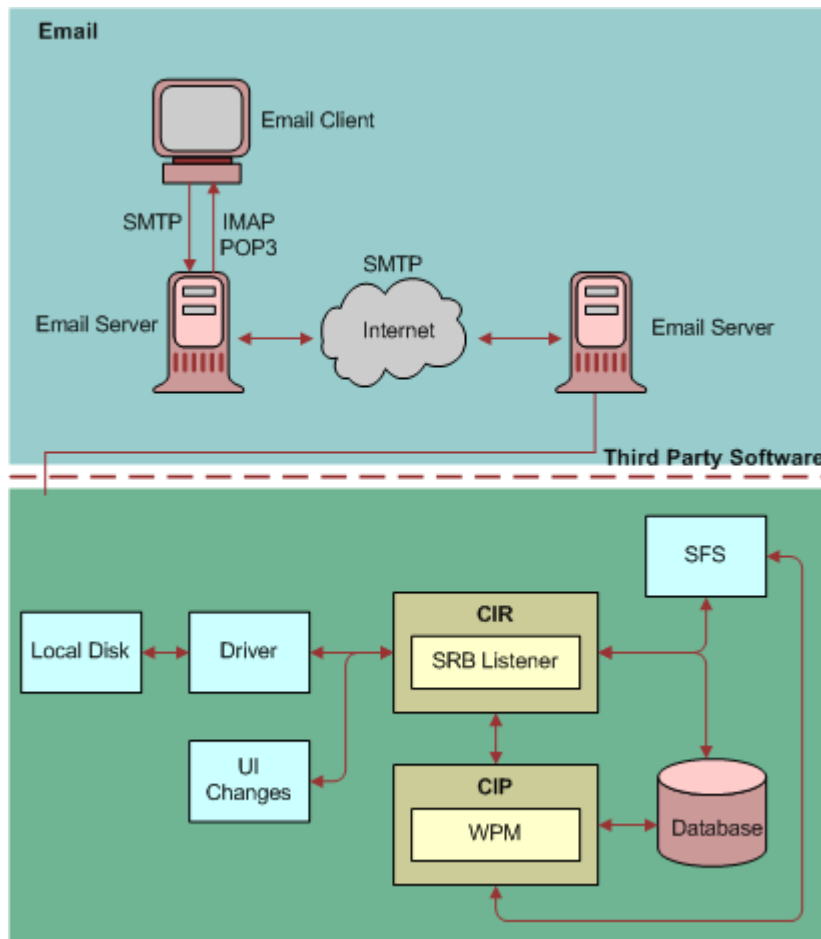 Email
Email Client
SMTP
IMAP
POP3
SMTP
Email Server
Internet
Email Server
Third Party Software
SFS
CIR
Local Disk
Driver
SRB Listener
UI
Changes
CIP
WPM
Database